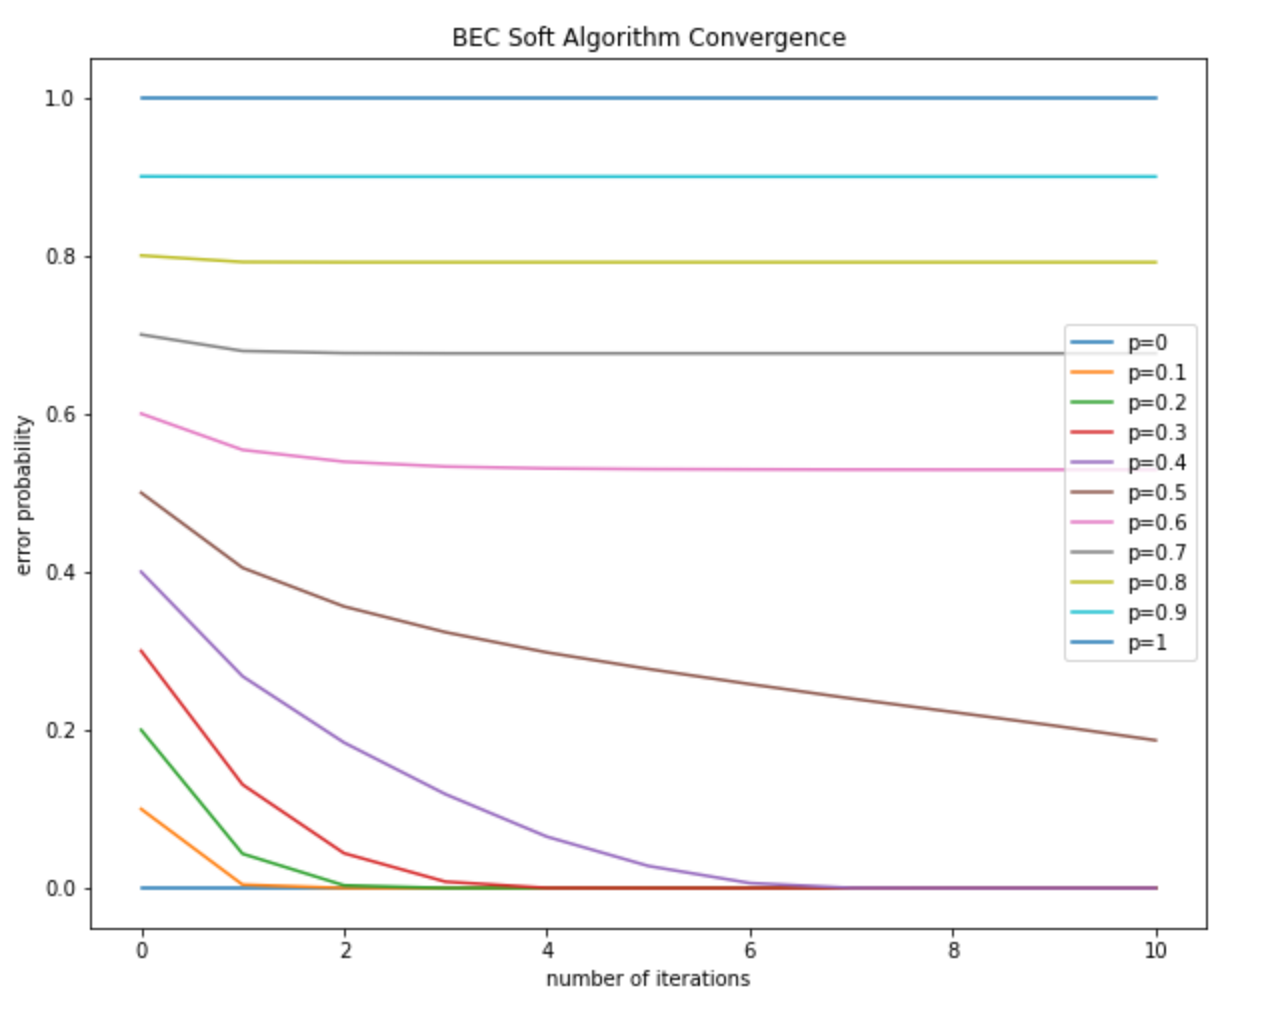 BEC Soft Algorithm Convergence
error probability
1.0
0.8
0.6
0.4
0.2
0.0
p=0
p=0.1
p=0.2
p=0.3
p=0.4
p=0.5
p=0.6
p=0.7
p=0.8
p=0.9
p=1
0 2 4 6 8 10
number of iterations